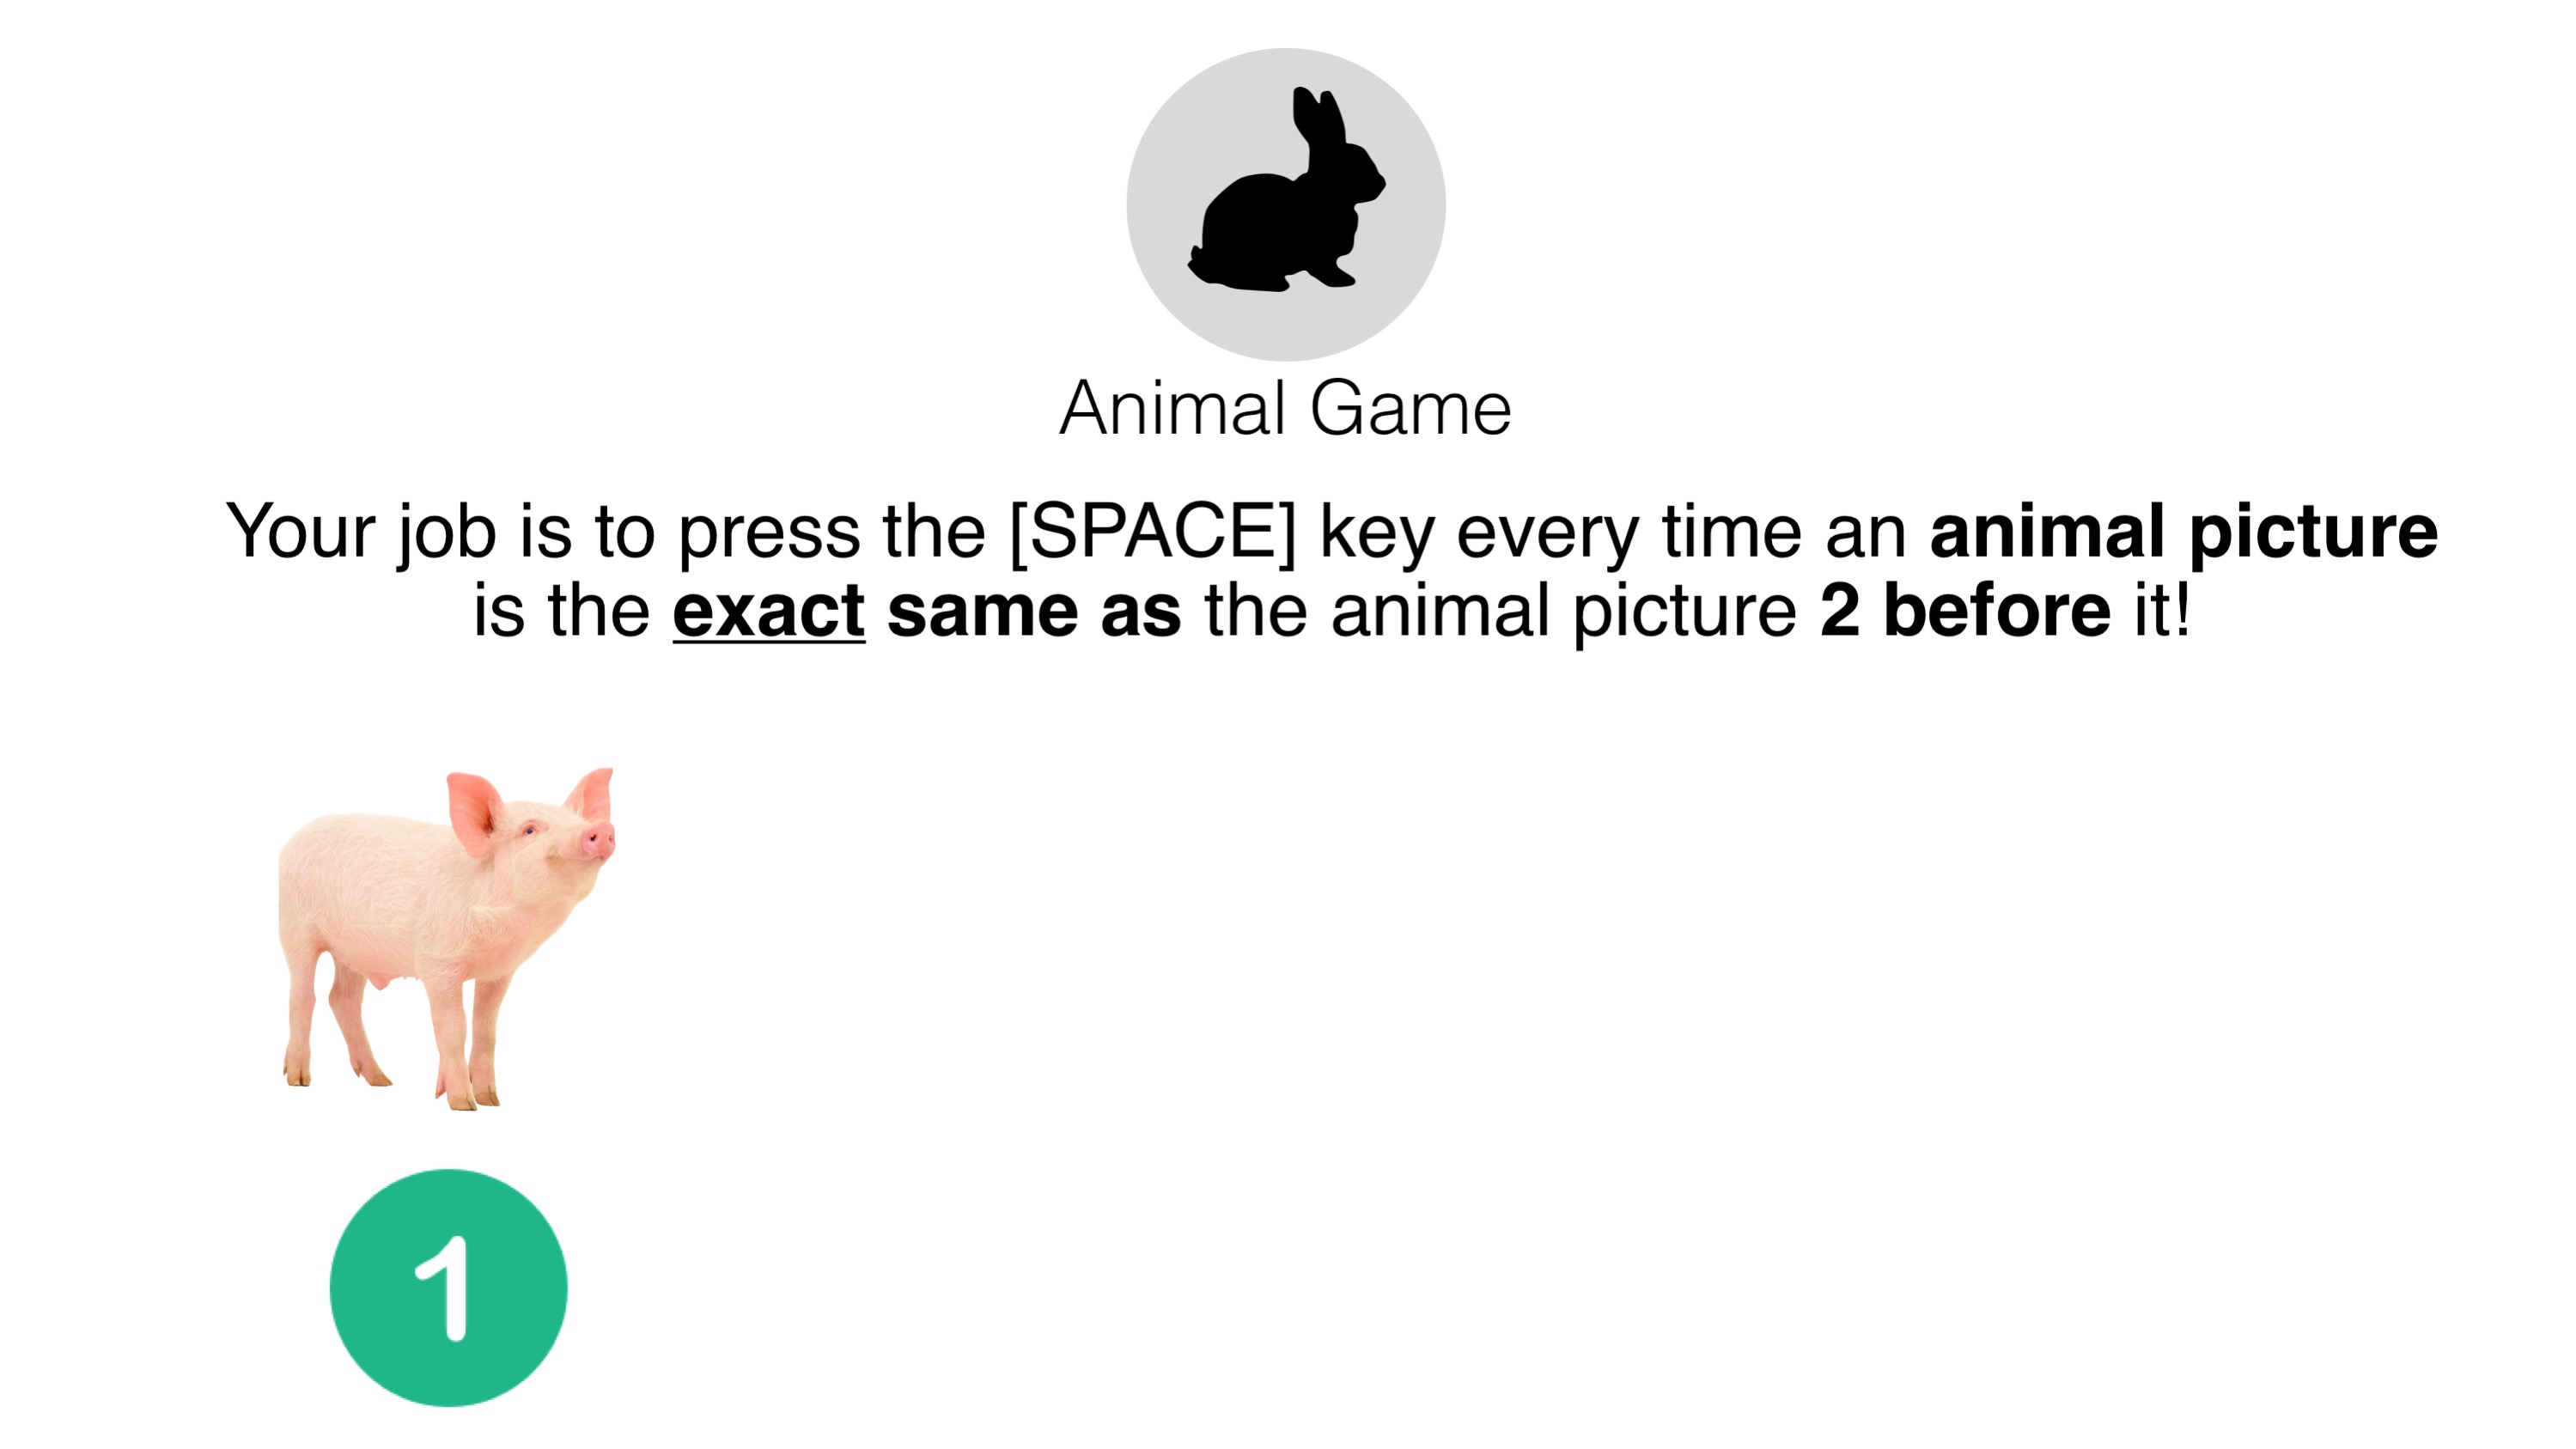 Animal Game
Your job is to press the [SPACE] key every time an animal picture
is the exact same as the animal picture 2 before it!
1